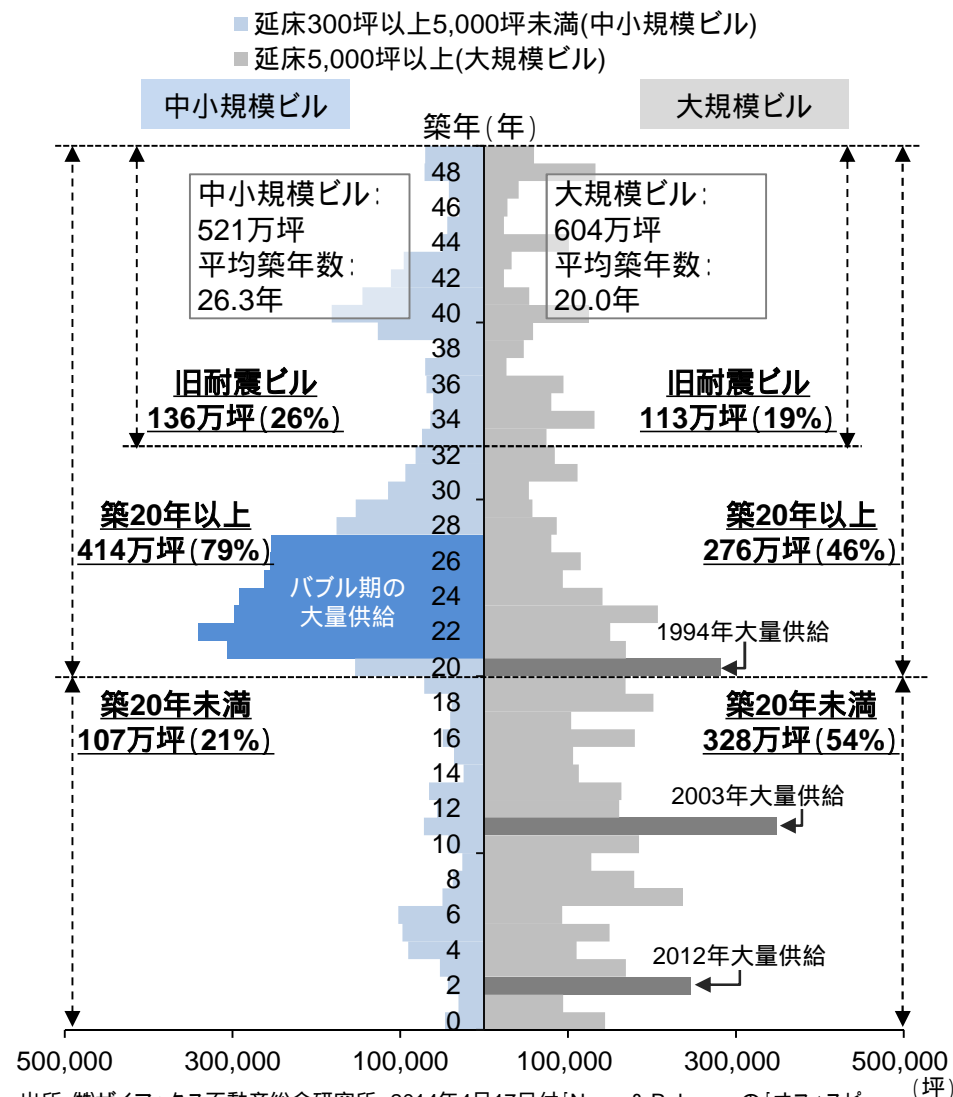 延床300坪以上5,000坪未満(中小規模ビル)
延床5,000坪以上(大規模ビル)
中小規模ビル
大規模ビル
築年(年)
中小規模ビル:
521万坪
平均築年数:
26.3年
大規模ビル:
604万坪
平均築年数:
20.0年
48
46
44
42
40
38
36
34
32
30
28
26
24
22
20
18
16
14
12
10
8
6
4
2
0
旧耐震ビル
136万坪(26%)
旧耐震ビル
113万坪(19%)
築20年以上
414万坪(79%)
築20年以上
276万坪(46%)
バブル期の
大量供給
1994年大量供給
築20年未満
107万坪(21%)
築20年未満
328万坪(54%)
2003年大量供給
2012年大量供給
500,000 300,000 100,000 100,000 300,000 500,000
(坪)